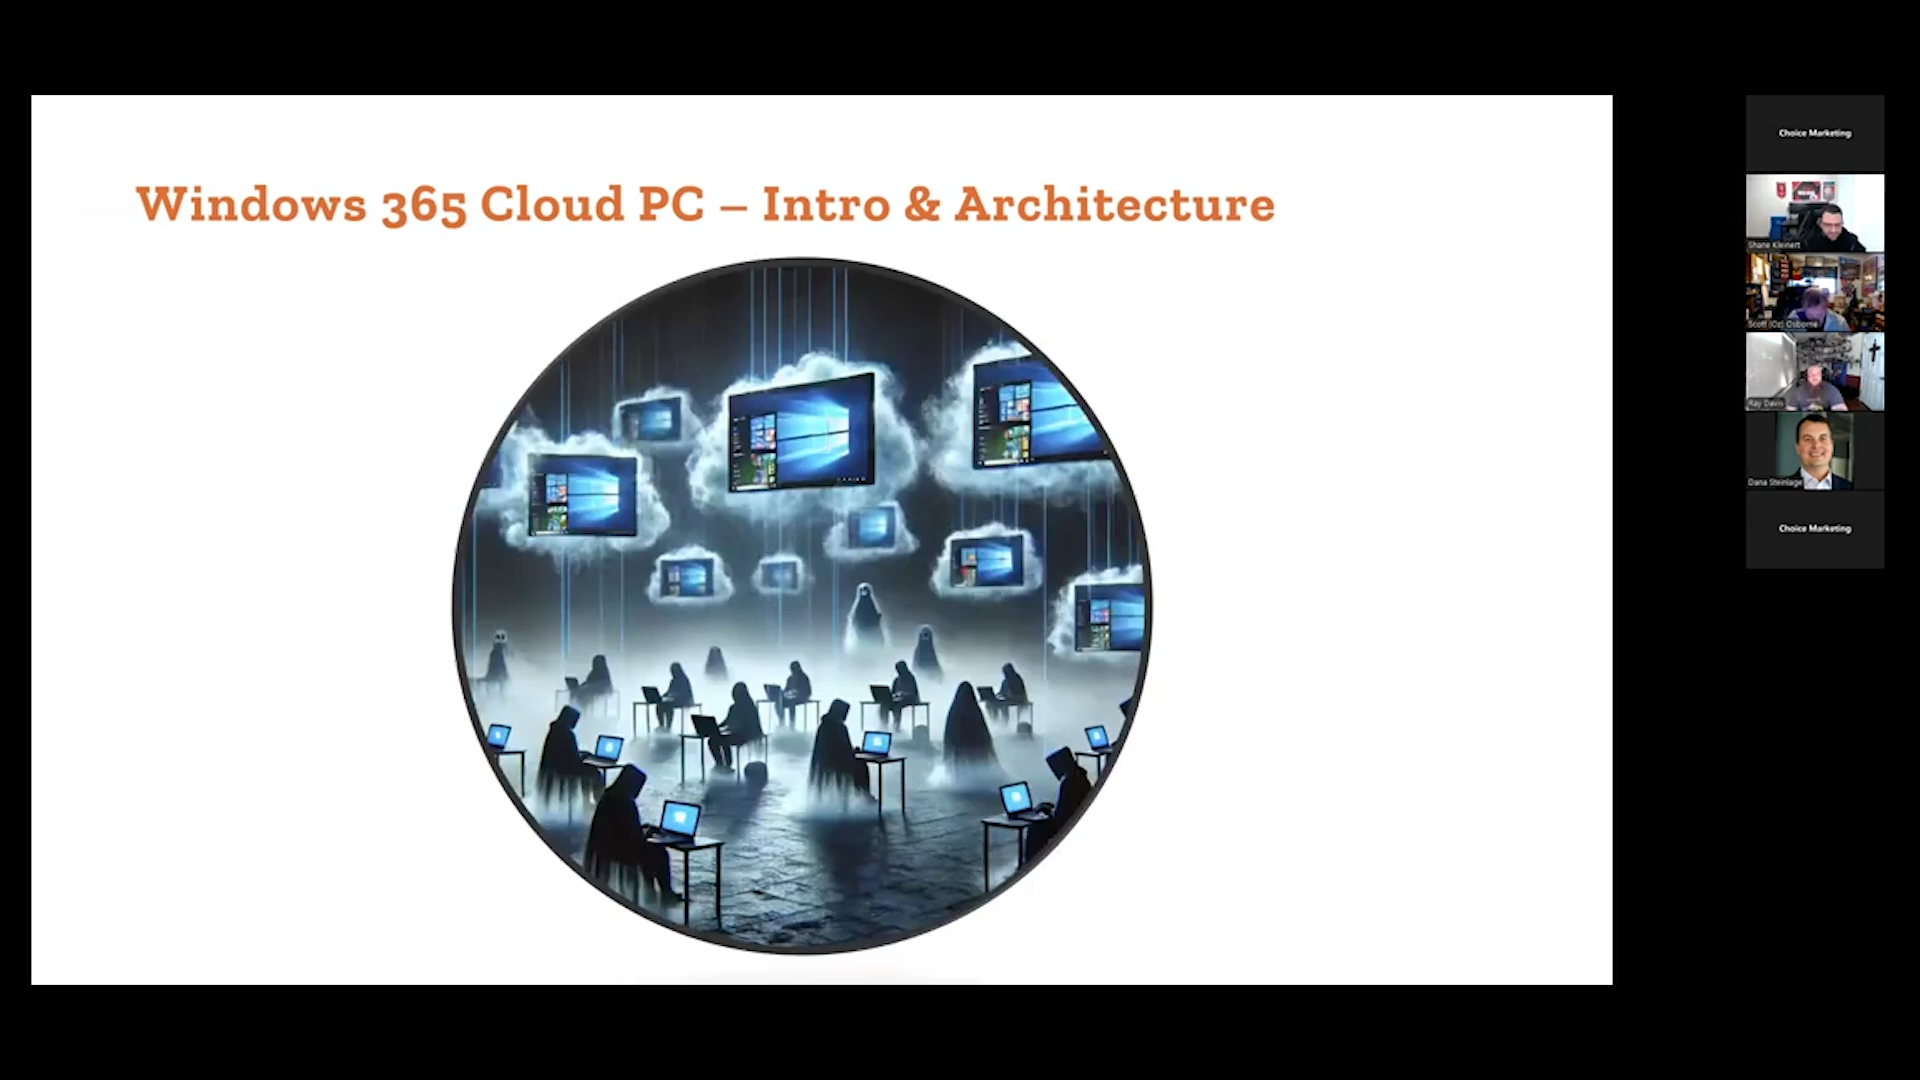 Windows 365 Cloud PC – Intro & Architecture
Choice Marketing
Shane Kleinert
Scott (Oz) Osborne
Ray Davis
Dana Steinlage
Choice Marketing